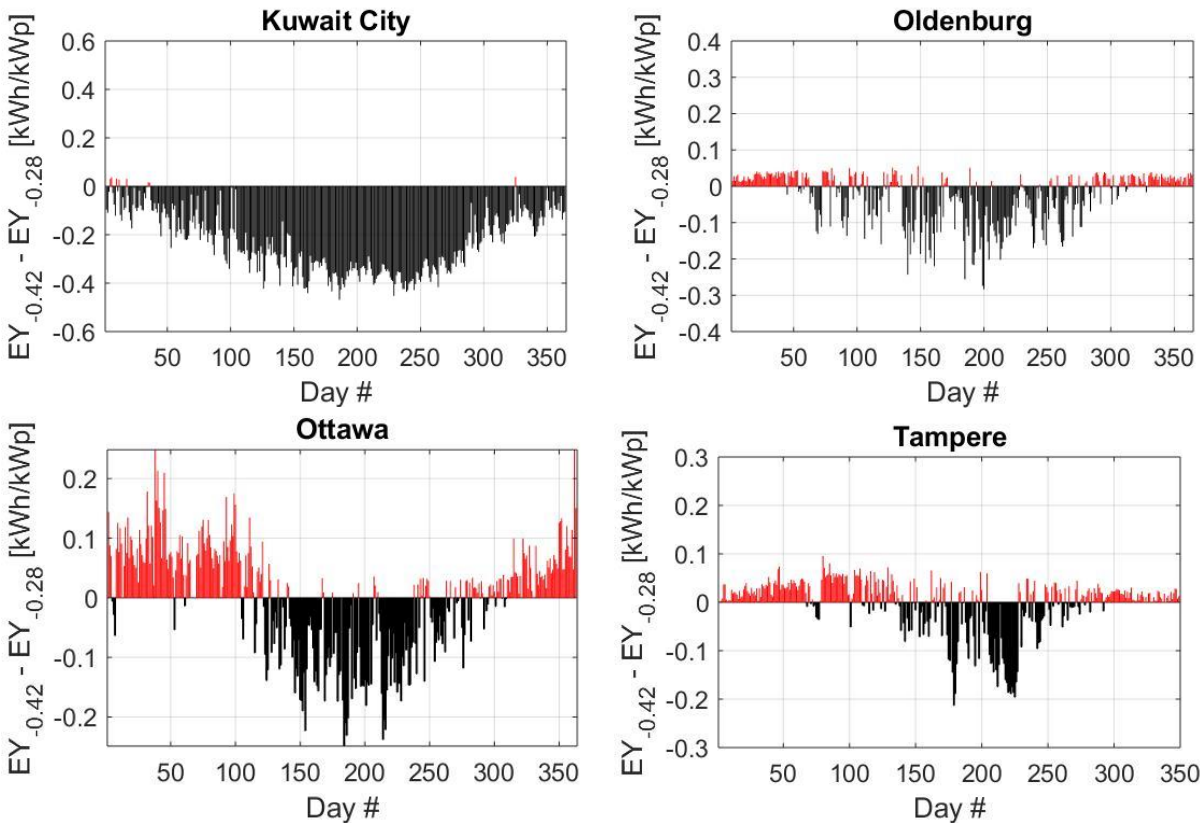 Kuwait City
EY-0.42 - EY-0.28 [kWh/kWp]
0.6
0.4
0.2
0
-0.2
-0.4
-0.6
50 100 150 200 250 300 350
Day #
Oldenburg
EY-0.42 - EY-0.28 [kWh/kWp]
0.4
0.3
0.2
0.1
0
-0.1
-0.2
-0.3
-0.4
50 100 150 200 250 300 350
Day #
Ottawa
EY-0.42 - EY-0.28 [kWh/kWp]
0.2
0.1
0
-0.1
-0.2
50 100 150 200 250 300 350
Day #
Tampere
EY-0.42 - EY-0.28 [kWh/kWp]
0.3
0.2
0.1
0
-0.1
-0.2
-0.3
50 100 150 200 250 300 350
Day #